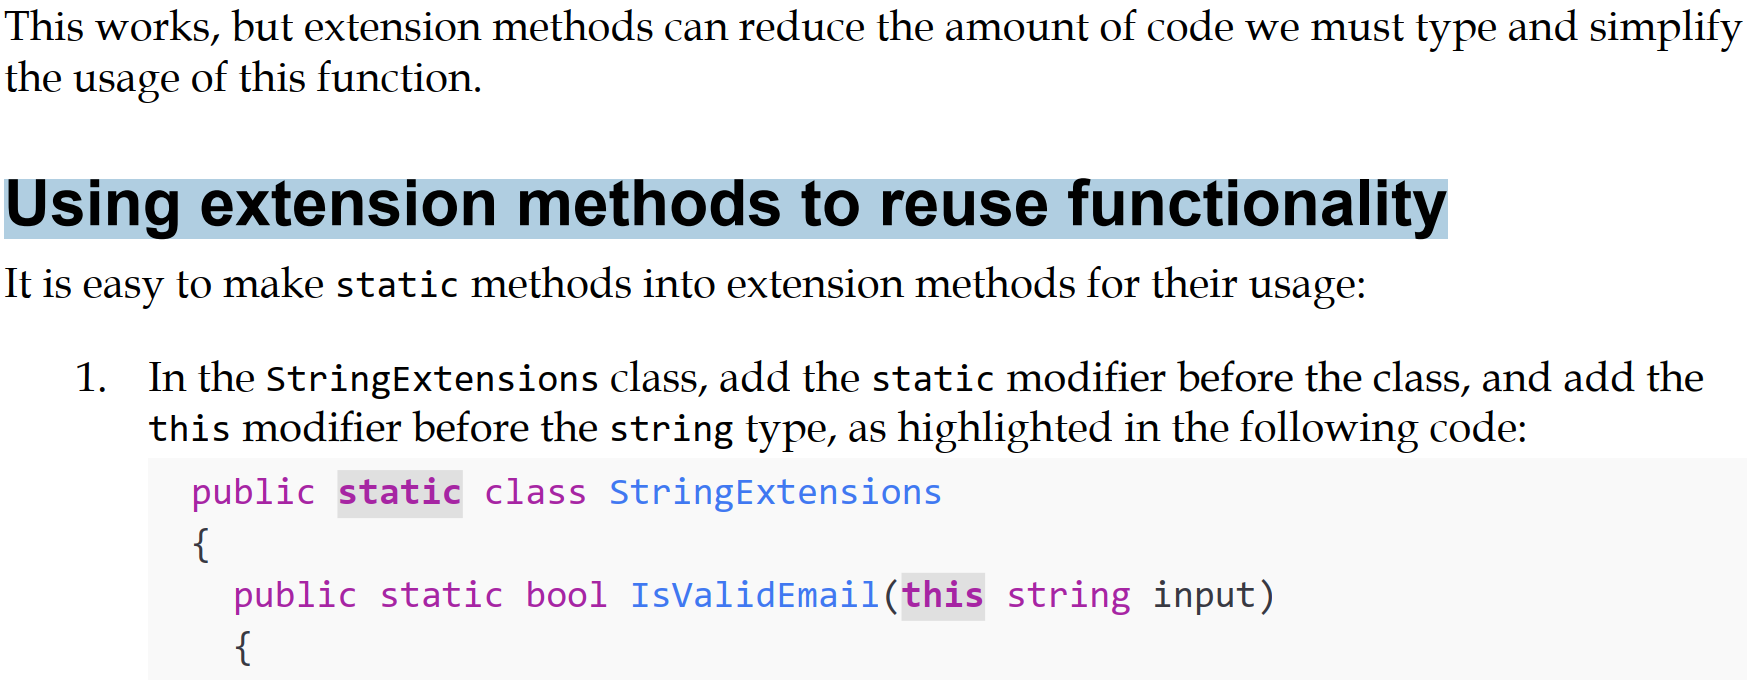 This works, but extension methods can reduce the amount of code we must type and simplify
the usage of this function.
Using extension methods to reuse functionality
It is easy to make static methods into extension methods for their usage:
1. In the StringExtensions class, add the static modifier before the class, and add the
this modifier before the string type, as highlighted in the following code:
public static class StringExtensions
{
public static bool IsValidEmail(this string input)
{